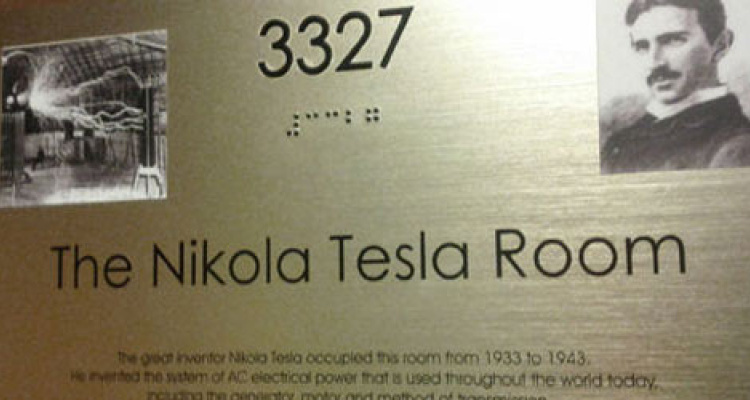 3327
⠼⠉⠉⠃⠛
The Nikola Tesla Room
The great inventor Nikola Tesla occupied this room from 1933 to 1943.
He invented the system of AC electrical power that is used throughout the world today,
including the generator, motor and method of transmission.